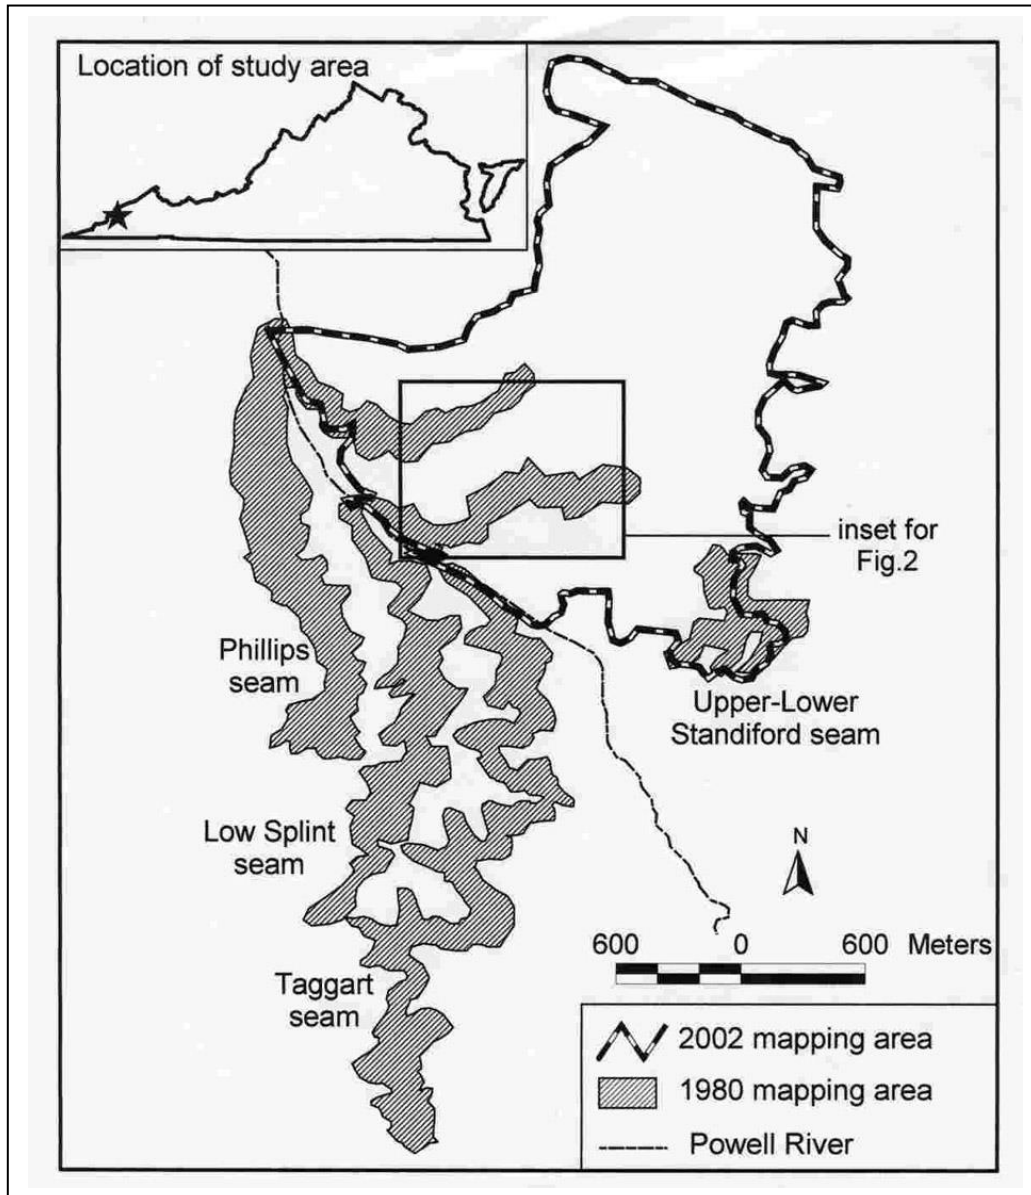 Location of study area
inset for
Fig.2
Phillips
seam
Upper-Lower
Standiford seam
Low Splint
seam
N
600 0 600 Meters
Taggart
seam
2002 mapping area
1980 mapping area
Powell River